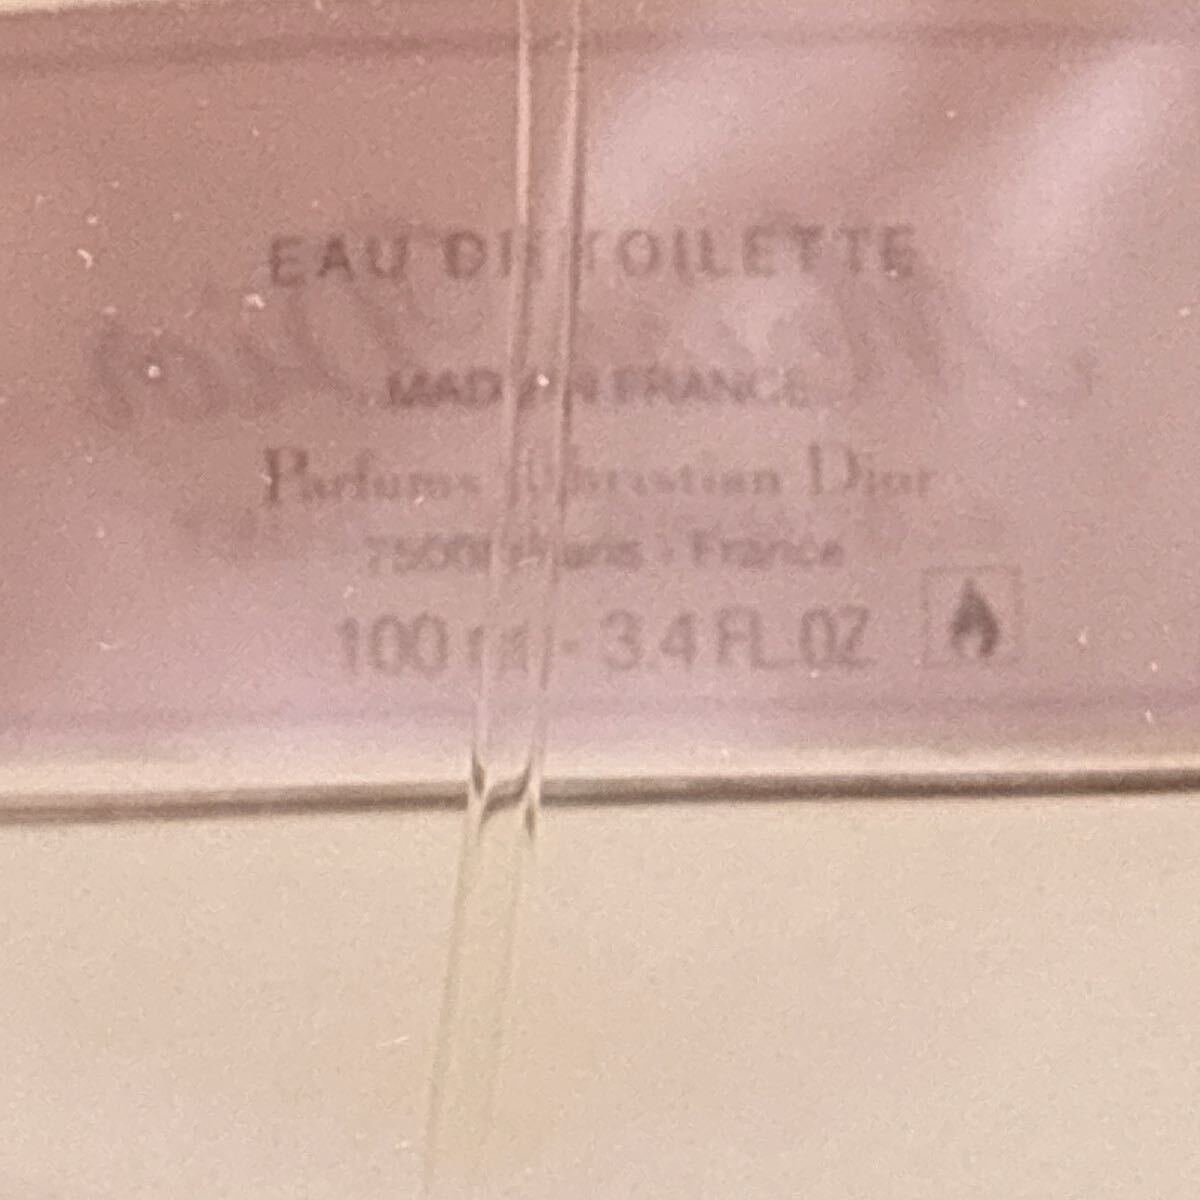 EAU DE TOILETTE
MADE IN FRANCE
Parfums Christian Dior
75008 Paris - France
100 ml - 3.4 FL.OZ